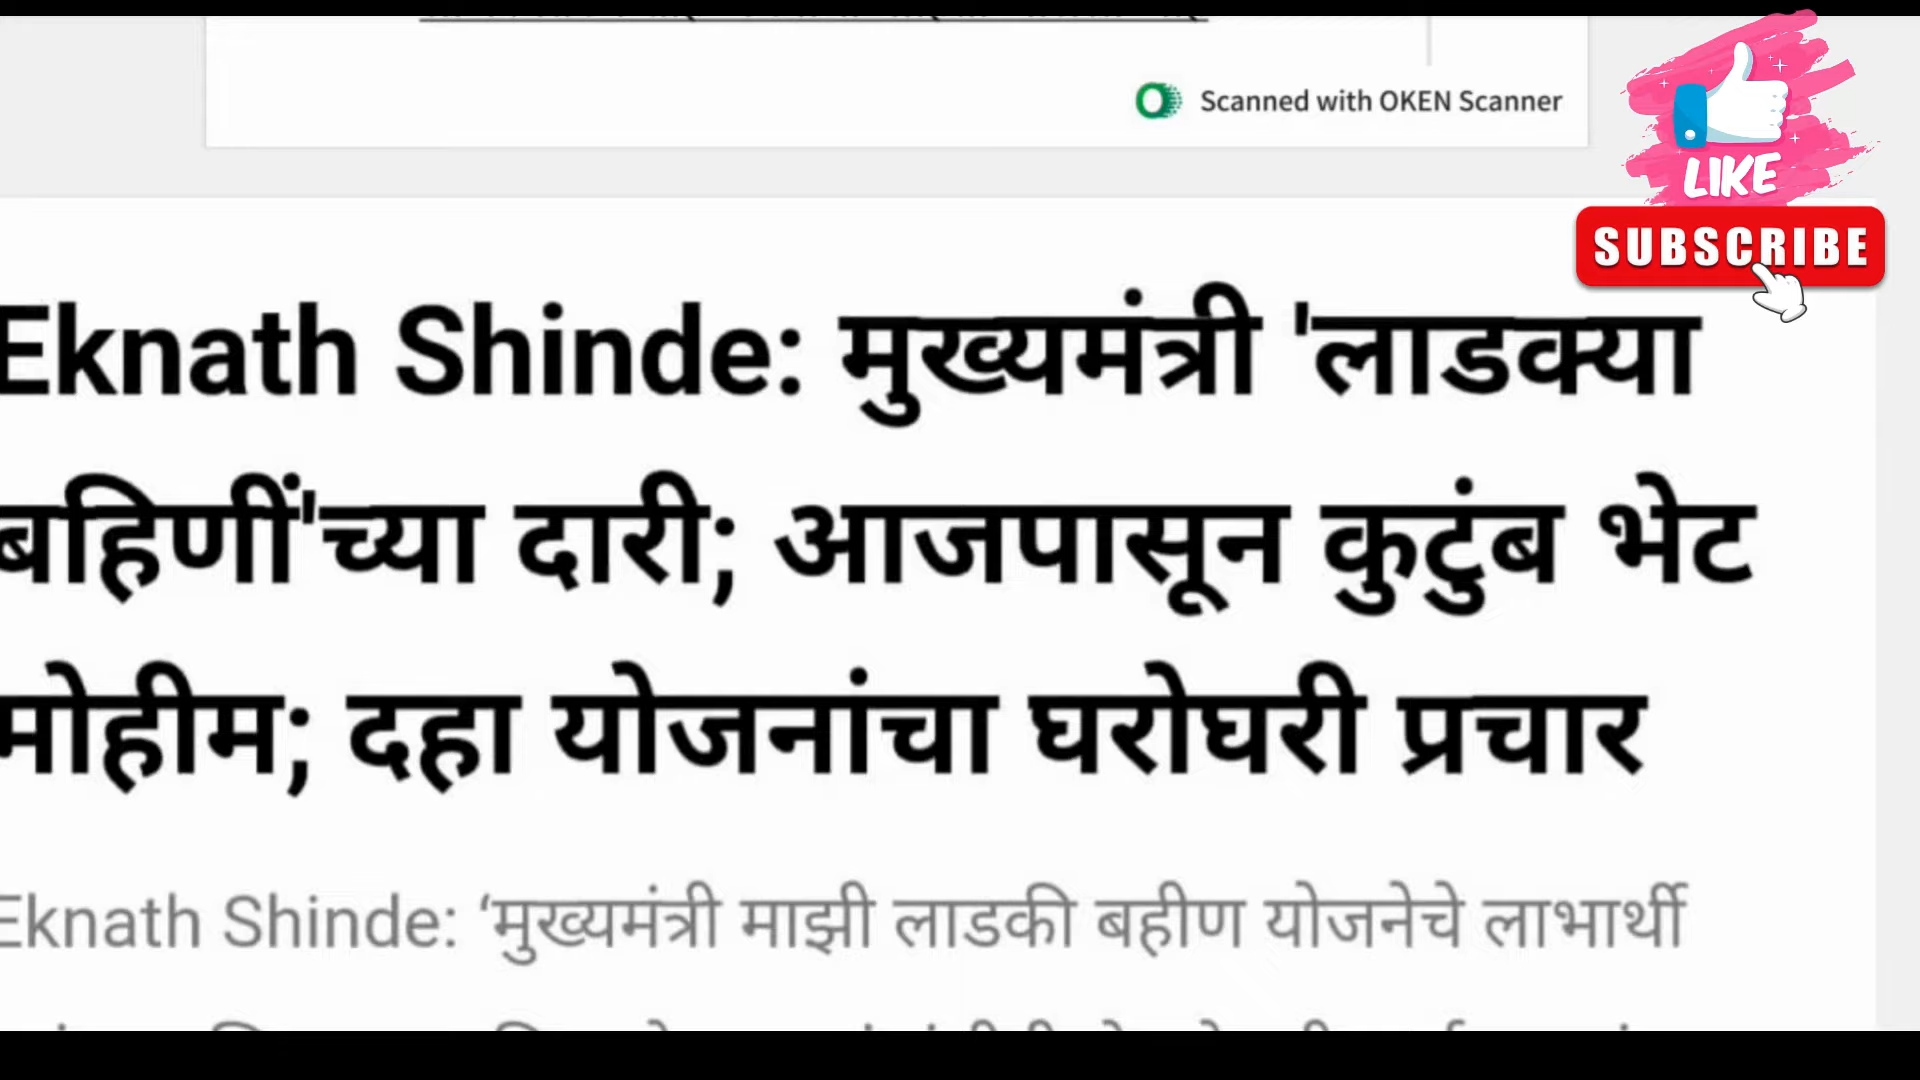 Scanned with OKEN Scanner
LIKE
SUBSCRIBE
Eknath Shinde: मुख्यमंत्री 'लाडक्या
बहिणीं'च्या दारी; आजपासून कुटुंब भेट
मोहीम; दहा योजनांचा घरोघरी प्रचार
Eknath Shinde: ‘मुख्यमंत्री माझी लाडकी बहीण योजनेचे लाभार्थी